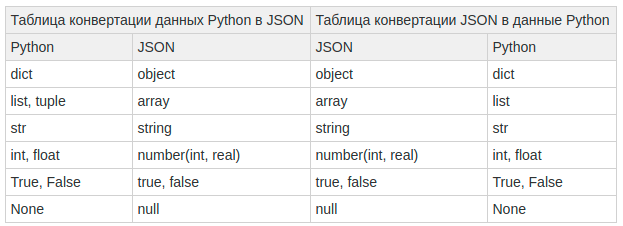 Таблица конвертации данных Python в JSON Таблица конвертации JSON в данные Python
Python JSON JSON Python
dict object object dict
list, tuple array array list
str string string str
int, float number(int, real) number(int, real) int, float
True, False true, false true, false True, False
None null null None